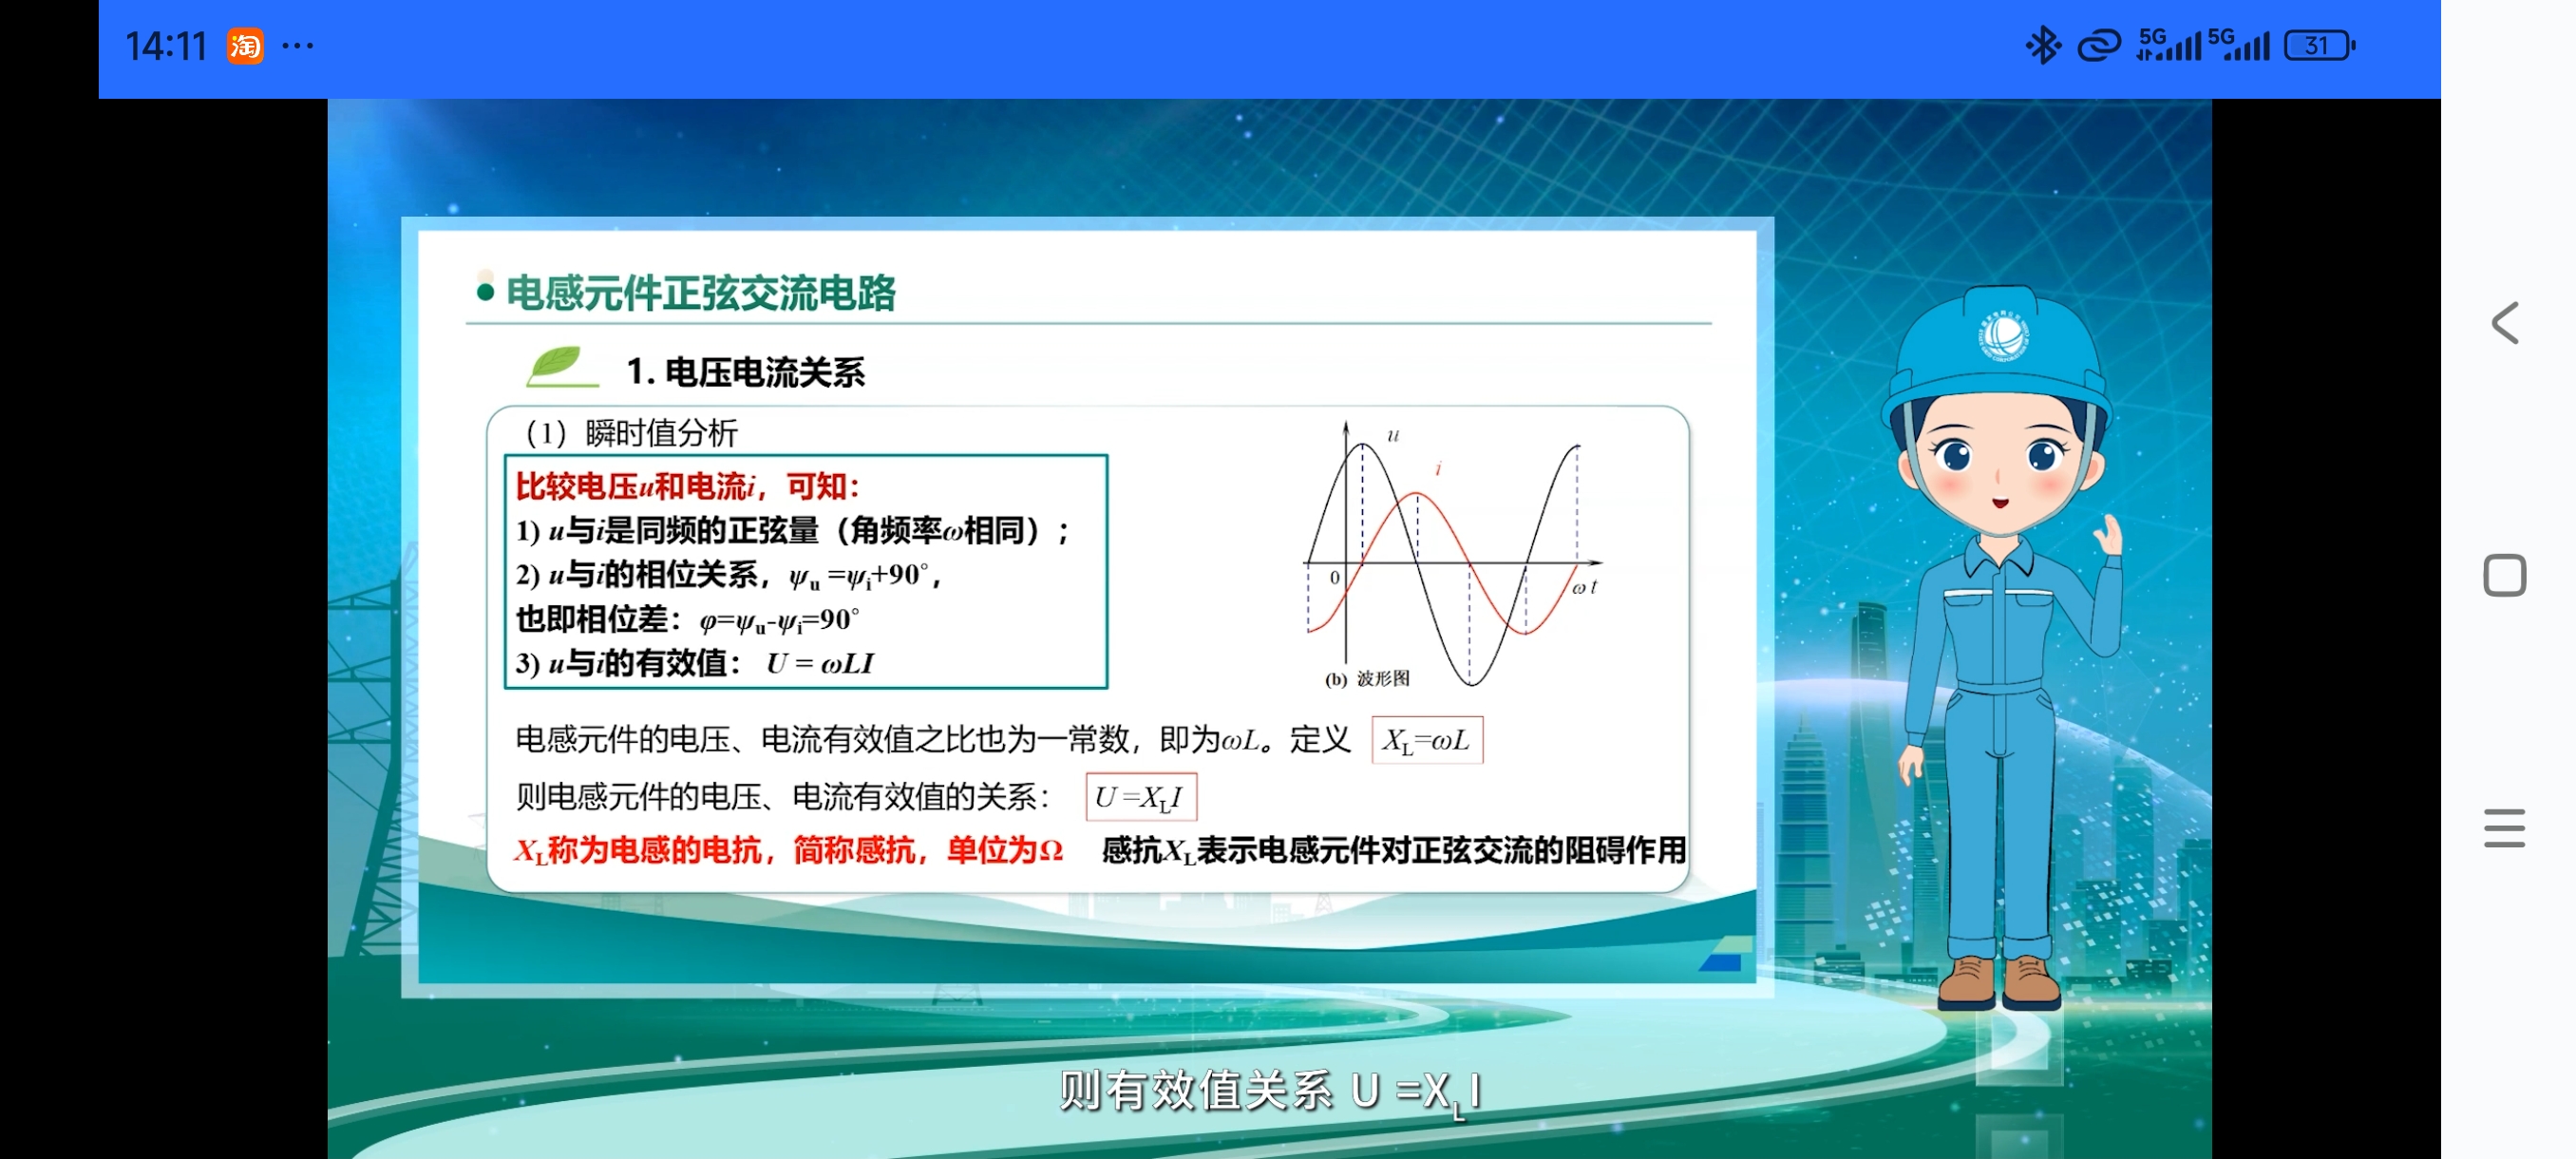 14:11 淘 ···
5G 5G 31
电感元件正弦交流电路
1. 电压电流关系
（1）瞬时值分析
比较电压u和电流i，可知：
1) u与i是同频的正弦量（角频率ω相同）；
2) u与i的相位关系，ψu =ψi+90°，
也即相位差：φ=ψu-ψi=90°
3) u与i的有效值： U = ωLI
u
i
0
ω t
(b) 波形图
电感元件的电压、电流有效值之比也为一常数，即为ωL。定义 XL=ωL
则电感元件的电压、电流有效值的关系： U =XLI
XL称为电感的电抗，简称感抗，单位为Ω 感抗XL表示电感元件对正弦交流的阻碍作用
则有效值关系 U =XLI